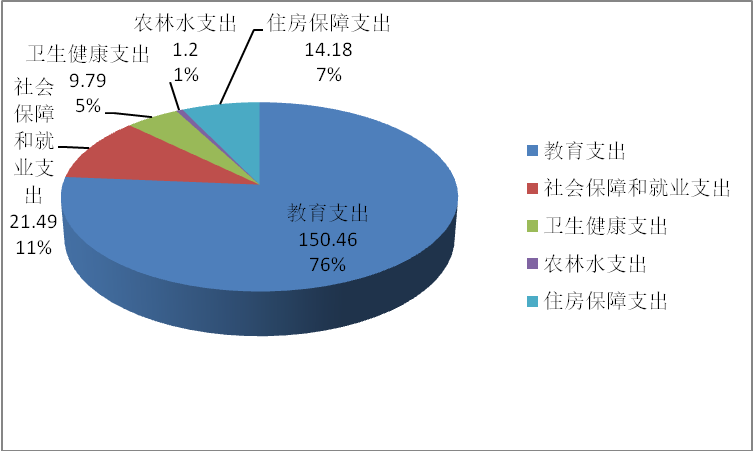 农林水支出
1.2
1%
住房保障支出
14.18
7%
卫生健康支出
9.79
5%
社会
保障
和就
业支
出
21.49
11%
教育支出
150.46
76%
教育支出
社会保障和就业支出
卫生健康支出
农林水支出
住房保障支出